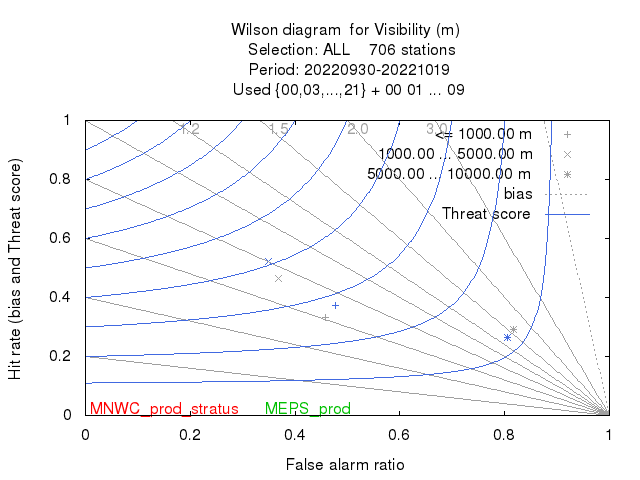 Wilson diagram for Visibility (m)
Selection: ALL 706 stations
Period: 20220930-20221019
Used {00,03,...,21} + 00 01 ... 09
Hit rate (bias and Threat score)
1
0.8
0.6
0.4
0.2
0
1.2
1.5
2.0
3.0
<= 1000.00 m
1000.00 ... 5000.00 m
5000.00 ... 10000.00 m
bias
Threat score
MNWC_prod_stratus MEPS_prod
0 0.2 0.4 0.6 0.8 1
False alarm ratio